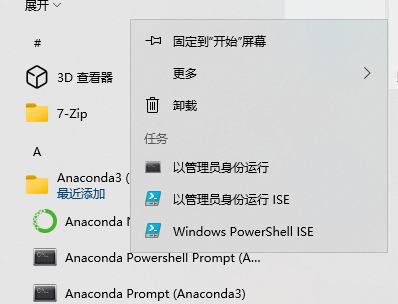 展开
#
3D 查看器
7-Zip
A
Anaconda3 (
最近添加
Anaconda N
Anaconda Powershell Prompt (A...
Anaconda Prompt (Anaconda3)
固定到"开始"屏幕
更多
卸载
任务
以管理员身份运行
以管理员身份运行 ISE
Windows PowerShell ISE